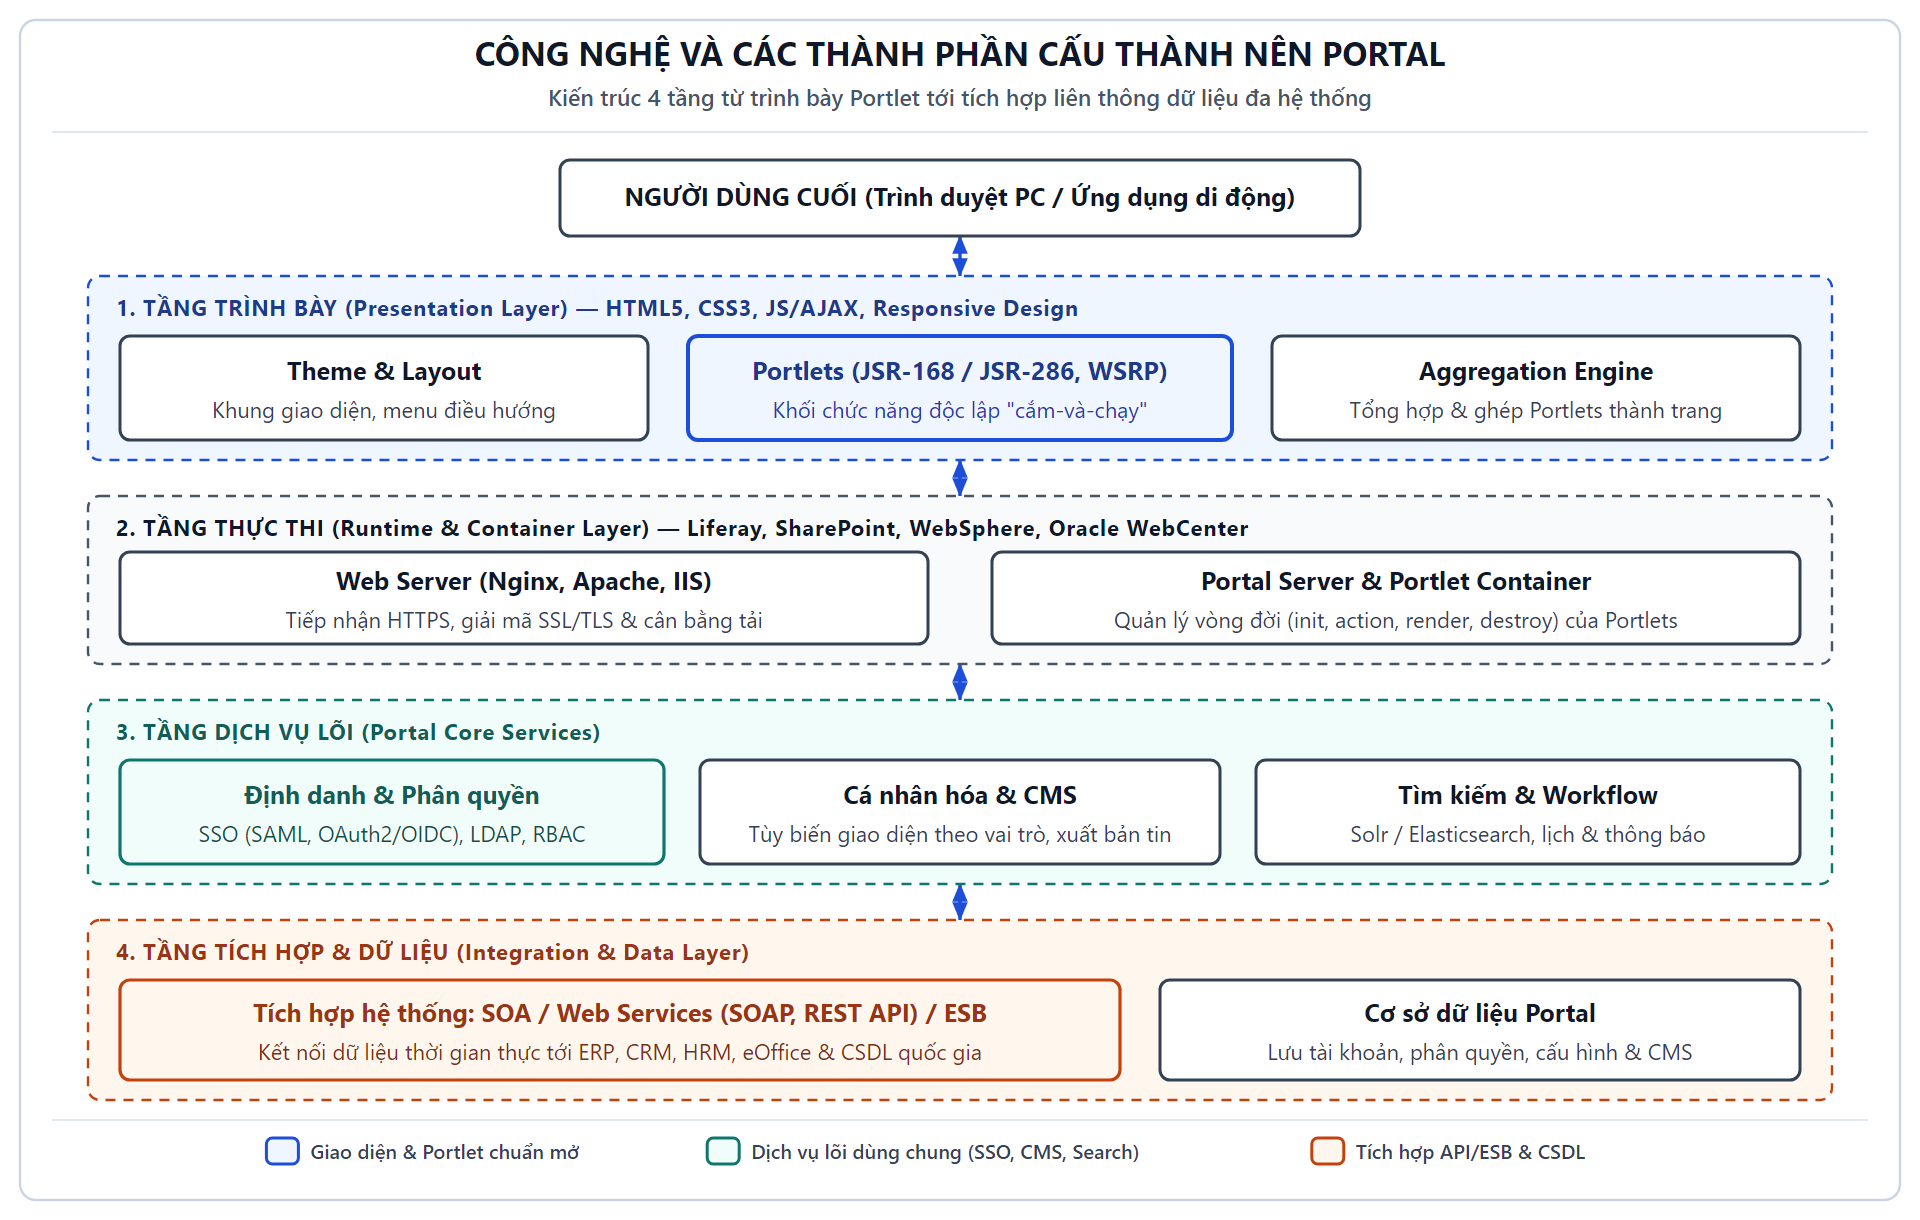 CÔNG NGHỆ VÀ CÁC THÀNH PHẦN CẤU THÀNH NÊN PORTAL
Kiến trúc 4 tầng từ trình bày Portlet tới tích hợp liên thông dữ liệu đa hệ thống
NGƯỜI DÙNG CUỐI (Trình duyệt PC / Ứng dụng di động)
1. TẦNG TRÌNH BÀY (Presentation Layer) — HTML5, CSS3, JS/AJAX, Responsive Design
Theme & Layout
Khung giao diện, menu điều hướng
Portlets (JSR-168 / JSR-286, WSRP)
Khối chức năng độc lập "cắm-và-chạy"
Aggregation Engine
Tổng hợp & ghép Portlets thành trang
2. TẦNG THỰC THI (Runtime & Container Layer) — Liferay, SharePoint, WebSphere, Oracle WebCenter
Web Server (Nginx, Apache, IIS)
Tiếp nhận HTTPS, giải mã SSL/TLS & cân bằng tải
Portal Server & Portlet Container
Quản lý vòng đời (init, action, render, destroy) của Portlets
3. TẦNG DỊCH VỤ LÕI (Portal Core Services)
Định danh & Phân quyền
SSO (SAML, OAuth2/OIDC), LDAP, RBAC
Cá nhân hóa & CMS
Tùy biến giao diện theo vai trò, xuất bản tin
Tìm kiếm & Workflow
Solr / Elasticsearch, lịch & thông báo
4. TẦNG TÍCH HỢP & DỮ LIỆU (Integration & Data Layer)
Tích hợp hệ thống: SOA / Web Services (SOAP, REST API) / ESB
Kết nối dữ liệu thời gian thực tới ERP, CRM, HRM, eOffice & CSDL quốc gia
Cơ sở dữ liệu Portal
Lưu tài khoản, phân quyền, cấu hình & CMS
Giao diện & Portlet chuẩn mở
Dịch vụ lõi dùng chung (SSO, CMS, Search)
Tích hợp API/ESB & CSDL